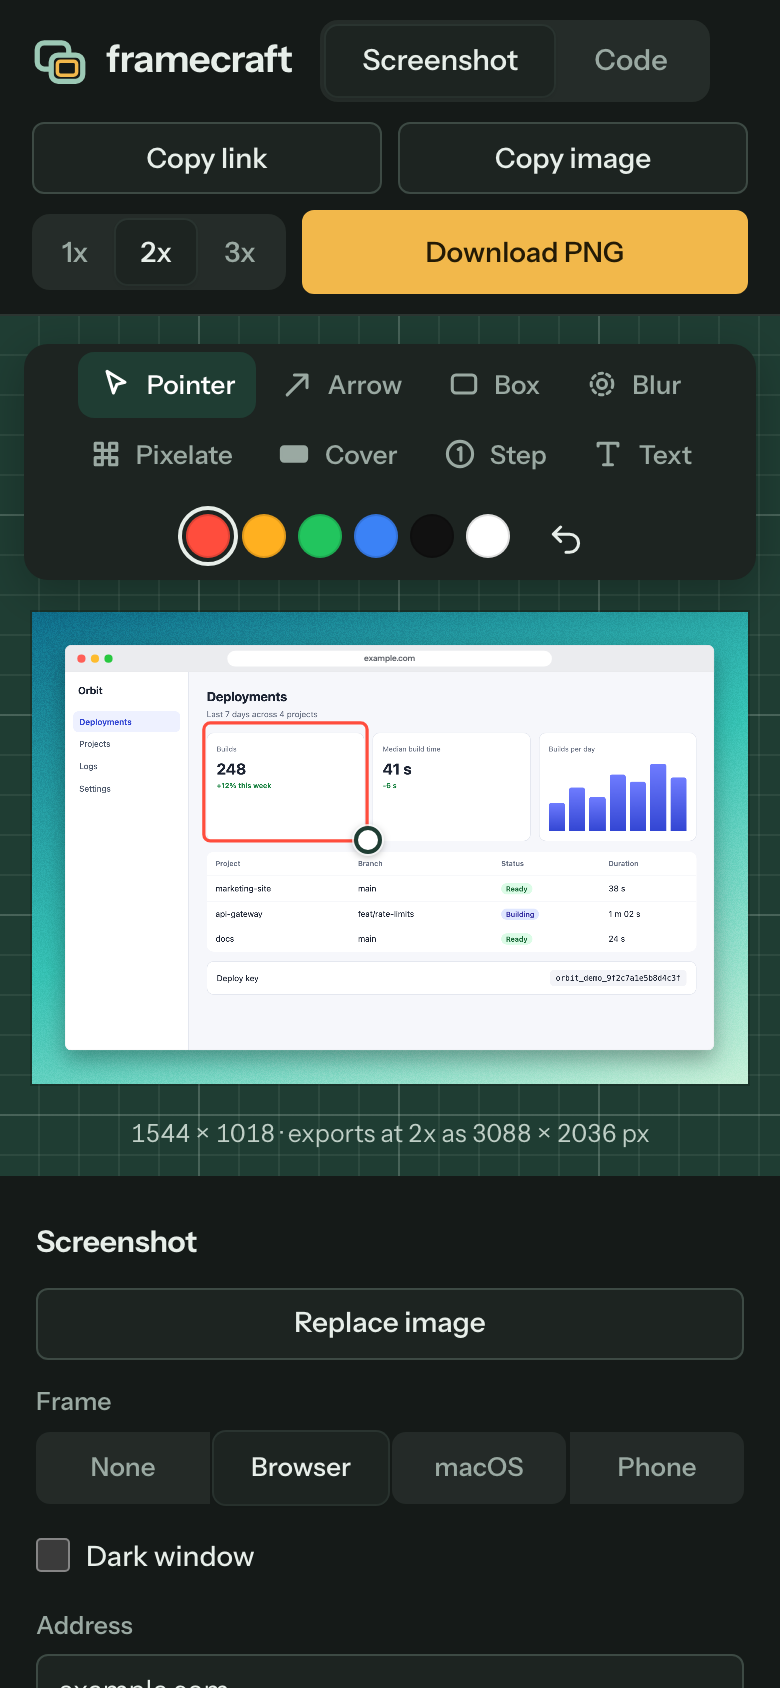 framecraft
Screenshot
Code
Copy link
Copy image
1x
2x
3x
Download PNG
Pointer
Arrow
Box
Blur
Pixelate
Cover
1
Step
Text
example.com
Orbit
Deployments
Projects
Logs
Settings
Deployments
Last 7 days across 4 projects
Builds
248
+12% this week
Median build time
41 s
-6 s
Builds per day
Project
Branch
Status
Duration
marketing-site
main
Ready
38 s
api-gateway
feat/rate-limits
Building
1 m 02 s
docs
main
Ready
24 s
Deploy key
orbit_demo_9f2c7a1e5b8d4c3f
1544 × 1018 · exports at 2x as 3088 × 2036 px
Screenshot
Replace image
Frame
None
Browser
macOS
Phone
Dark window
Address
example.com